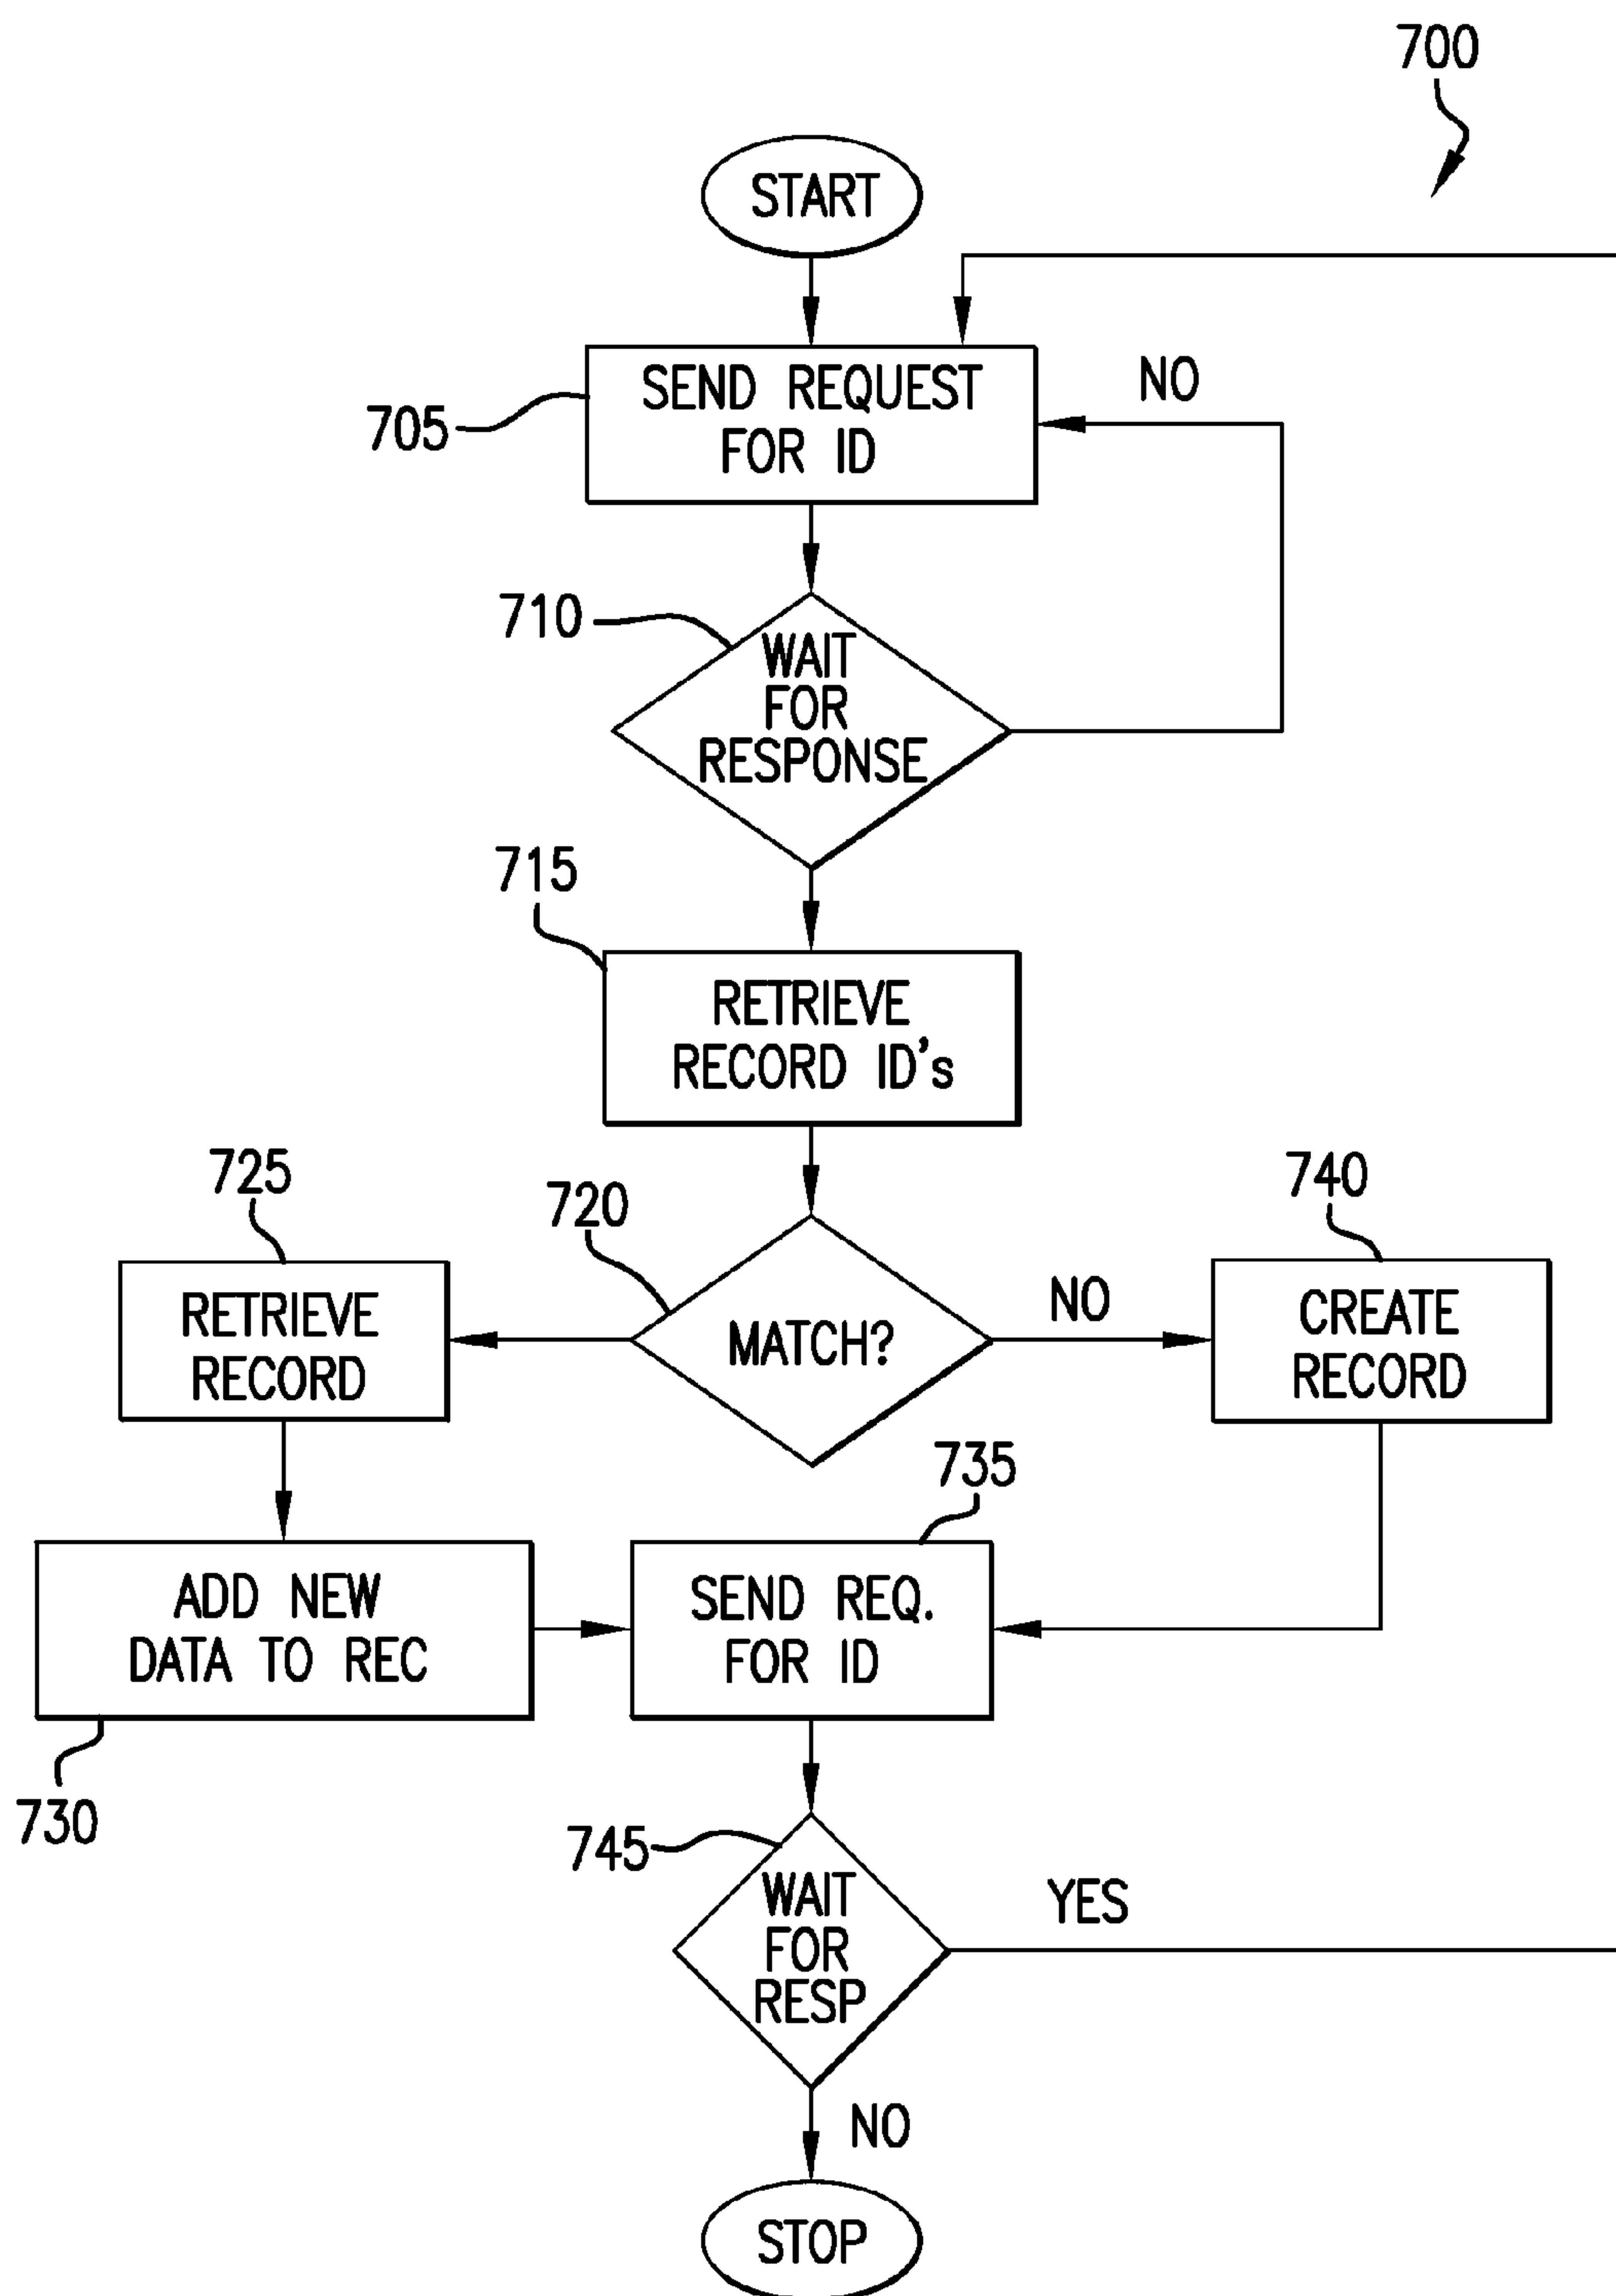 700
START
SEND REQUEST
FOR ID
NO
705
710
WAIT
FOR
RESPONSE
715
RETRIEVE
RECORD ID's
725
720
740
RETRIEVE
RECORD
MATCH?
NO
CREATE
RECORD
735
ADD NEW
DATA TO REC
SEND REQ.
FOR ID
730
745
WAIT
FOR
RESP
YES
NO
STOP